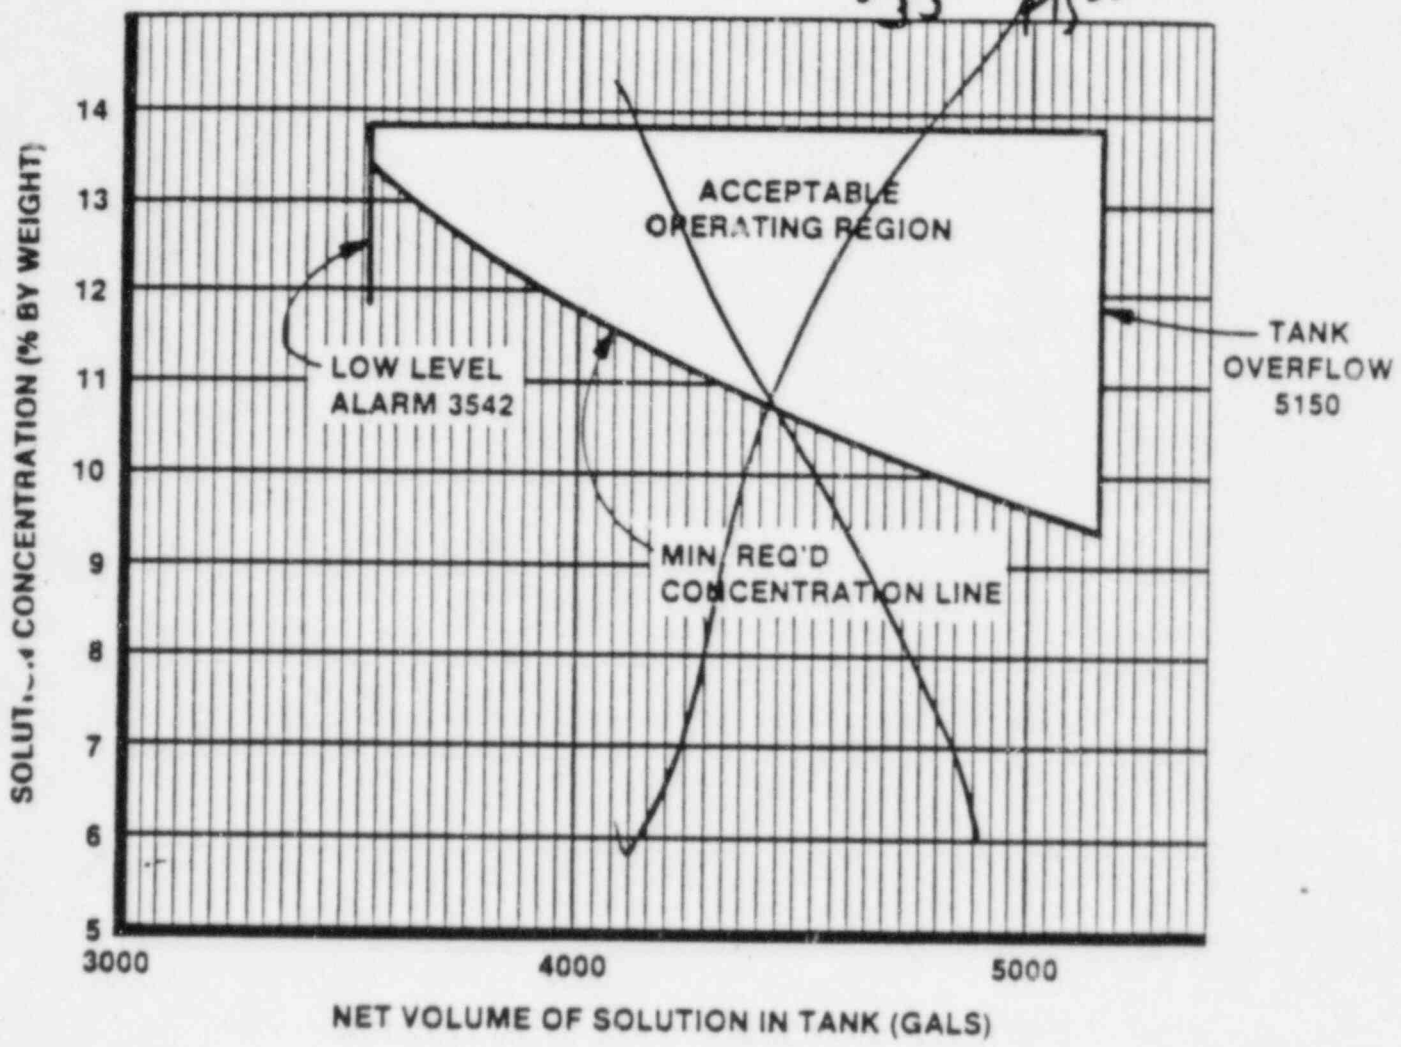 14
13
12
11
10
9
8
7
6
5
3000
4000
5000
SOLUTION CONCENTRATION (% BY WEIGHT)
ACCEPTABLE
OPERATING REGION
LOW LEVEL
ALARM 3542
TANK
OVERFLOW
5150
MIN REQ'D
CONCENTRATION LINE
NET VOLUME OF SOLUTION IN TANK (GALS)